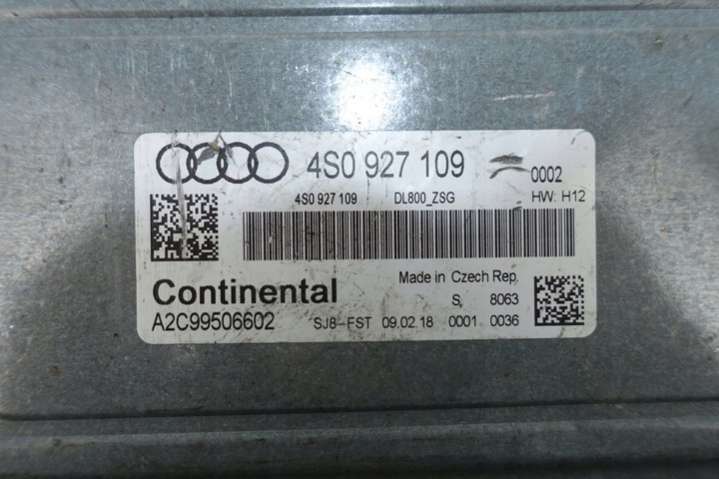 4S0 927 109 0002
4S0 927 109 DL800_ZSG HW: H12
Continental Made in Czech Rep.
S, 8063
A2C99506602 SJ8-FST 09.02.18 0001 0036